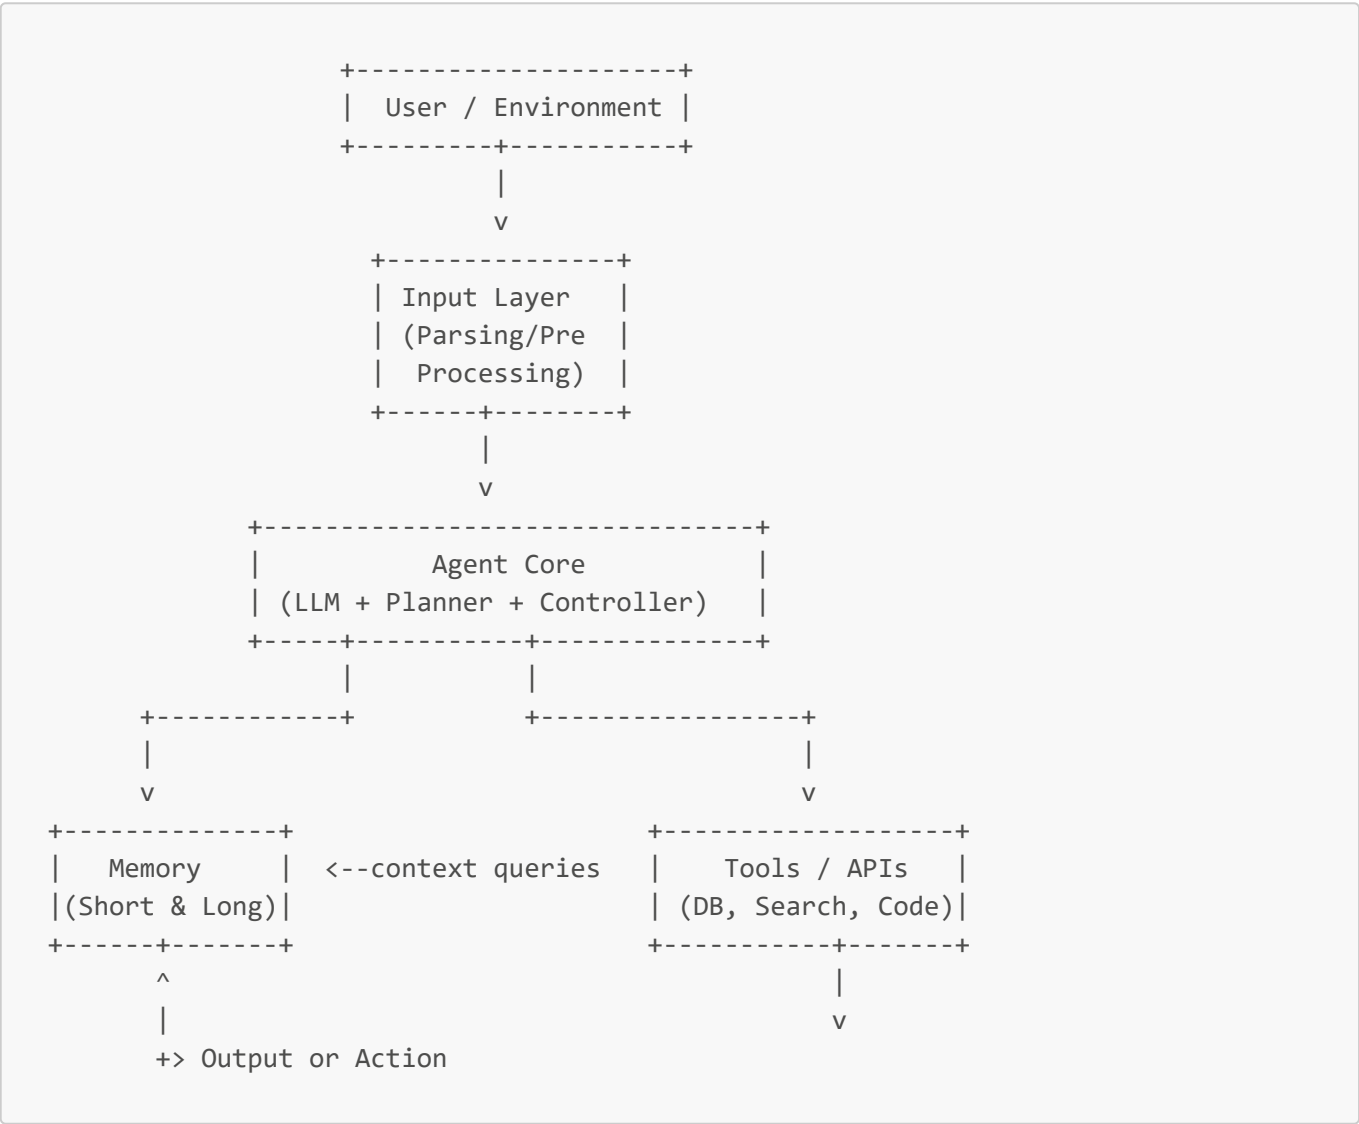 +---------------------+
                      |  User / Environment |
                      +---------+-----------+
                                |
                                v
                        +---------------+
                        | Input Layer   |
                        | (Parsing/Pre  |
                        |  Processing)  |
                        +------+--------+
                               |
                               v
                +--------------------------------+
                |           Agent Core           |
                | (LLM + Planner + Controller)   |
                +-----+-----------+--------------+
                      |           |
         +------------+           +-----------------+
         |                                          |
         v                                          v
   +--------------+                       +-------------------+
   |   Memory     |  <--context queries   |    Tools / APIs   |
   |(Short & Long)|                       | (DB, Search, Code)|
   +------+-------+                       +-----------+-------+
          ^                                           |
          |                                           v
          +> Output or Action